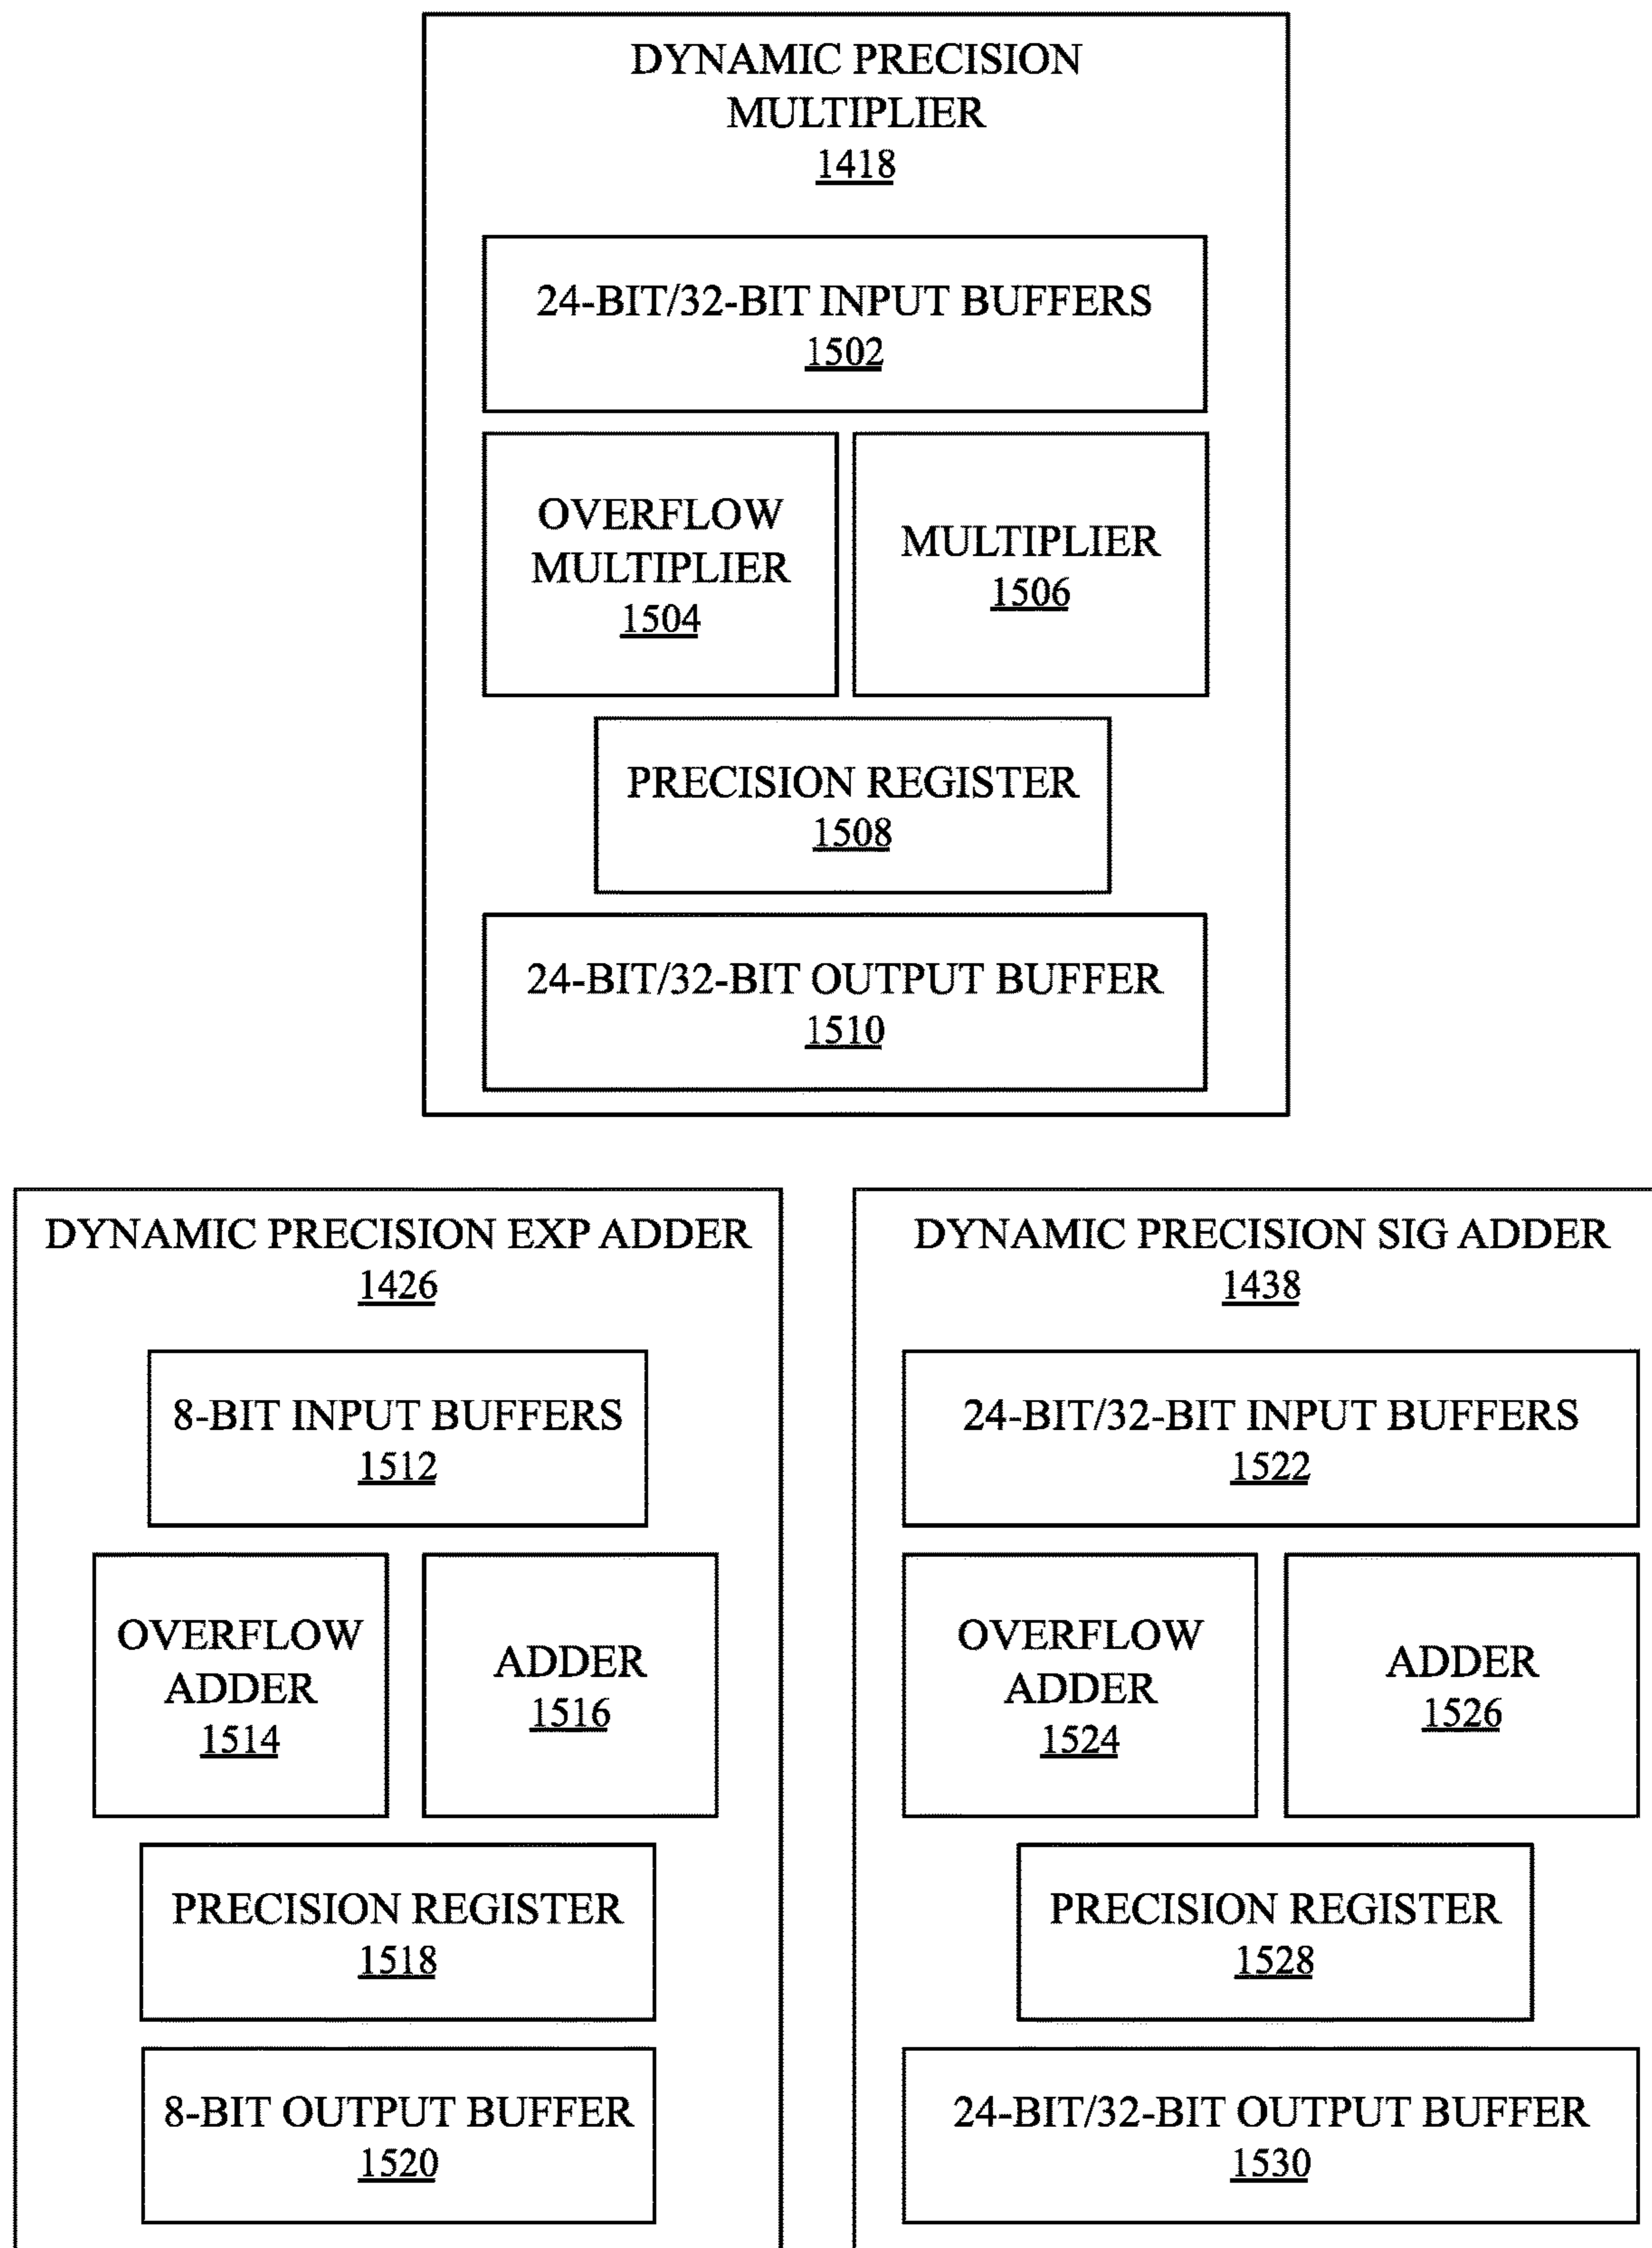 DYNAMIC PRECISION
MULTIPLIER
1418
24-BIT/32-BIT INPUT BUFFERS
1502
OVERFLOW
MULTIPLIER
1504
MULTIPLIER
1506
PRECISION REGISTER
1508
24-BIT/32-BIT OUTPUT BUFFER
1510
DYNAMIC PRECISION EXP ADDER
1426
8-BIT INPUT BUFFERS
1512
OVERFLOW
ADDER
1514
ADDER
1516
PRECISION REGISTER
1518
8-BIT OUTPUT BUFFER
1520
DYNAMIC PRECISION SIG ADDER
1438
24-BIT/32-BIT INPUT BUFFERS
1522
OVERFLOW
ADDER
1524
ADDER
1526
PRECISION REGISTER
1528
24-BIT/32-BIT OUTPUT BUFFER
1530